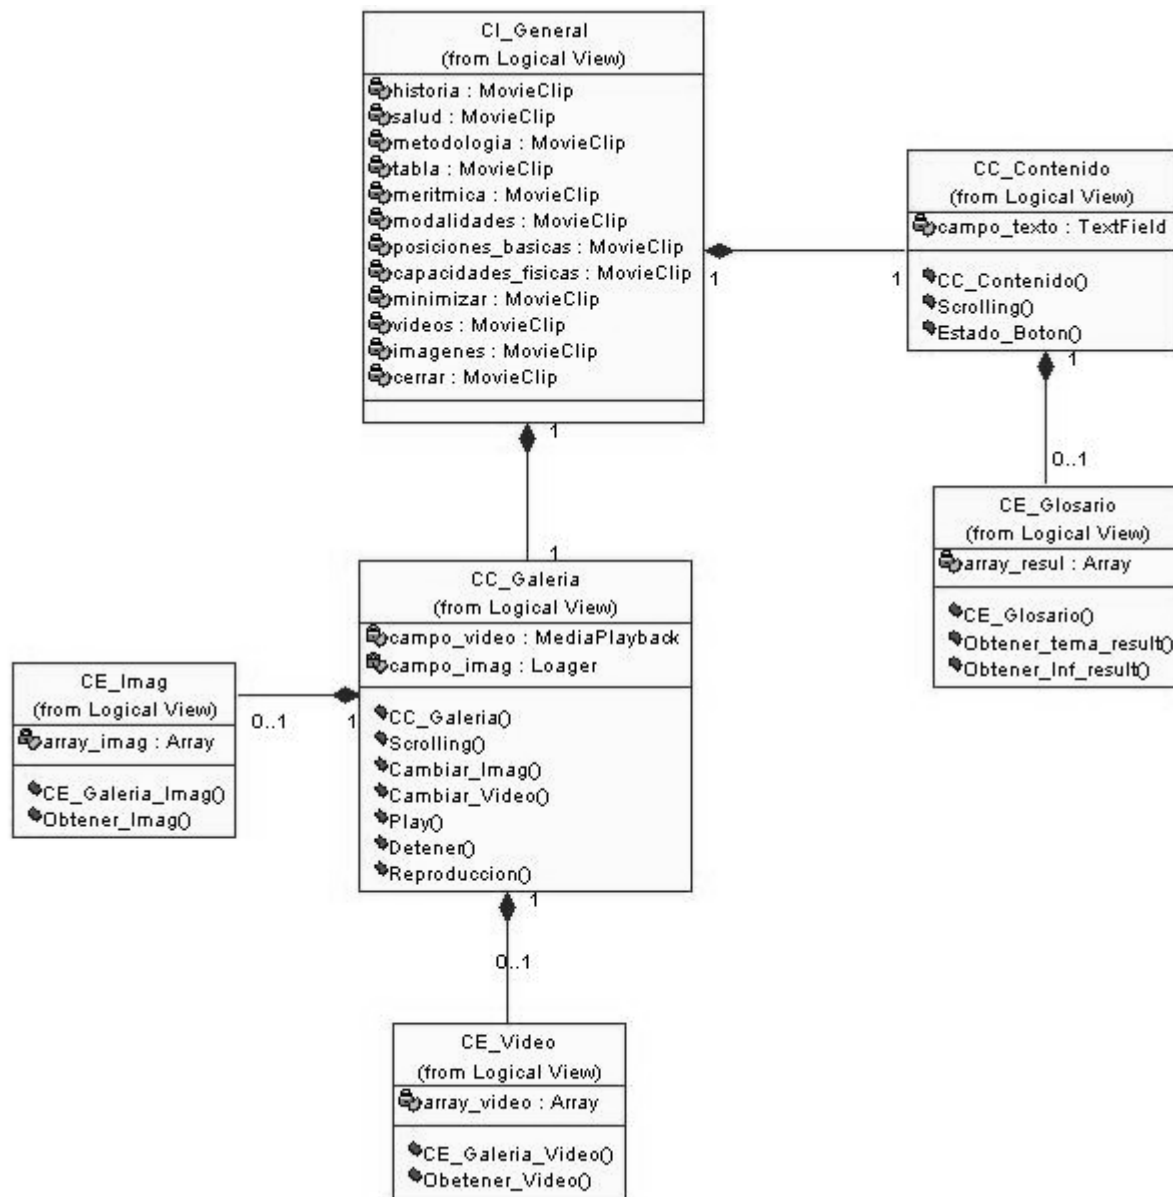 CI_General
(from Logical View)
historia : MovieClip
salud : MovieClip
metodologia : MovieClip
tabla : MovieClip
meritmica : MovieClip
modalidades : MovieClip
posiciones_basicas : MovieClip
capacidades_fisicas : MovieClip
minimizar : MovieClip
videos : MovieClip
imagenes : MovieClip
cerrar : MovieClip
1
1
CC_Contenido
(from Logical View)
campo_texto : TextField
CC_Contenido()
Scrolling()
Estado_Boton()
1
0..1
CE_Glosario
(from Logical View)
array_resul : Array
CE_Glosario()
Obtener_tema_result()
Obtener_Inf_result()
1
1
CC_Galeria
(from Logical View)
campo_video : MediaPlayback
campo_imag : Loager
CC_Galeria()
Scrolling()
Cambiar_Imag()
Cambiar_Video()
Play()
Detener()
Reproduccion()
0..1
1
CE_Imag
(from Logical View)
array_imag : Array
CE_Galeria_Imag()
Obtener_Imag()
1
0..1
CE_Video
(from Logical View)
array_video : Array
CE_Galeria_Video()
Obetener_Video()